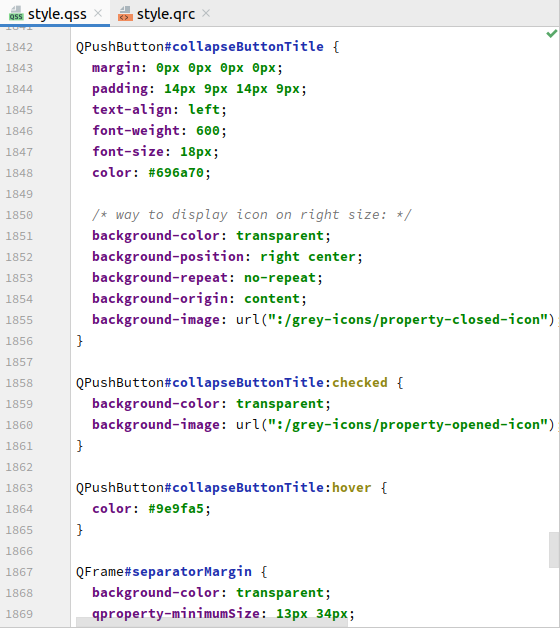 style.qss
style.qrc
1841
1842 QPushButton#collapseButtonTitle {
1843 margin: 0px 0px 0px 0px;
1844 padding: 14px 9px 14px 9px;
1845 text-align: left;
1846 font-weight: 600;
1847 font-size: 18px;
1848 color: #696a70;
1849
1850 /* way to display icon on right size: */
1851 background-color: transparent;
1852 background-position: right center;
1853 background-repeat: no-repeat;
1854 background-origin: content;
1855 background-image: url(":/grey-icons/property-closed-icon")
1856 }
1857
1858 QPushButton#collapseButtonTitle:checked {
1859 background-color: transparent;
1860 background-image: url(":/grey-icons/property-opened-icon")
1861 }
1862
1863 QPushButton#collapseButtonTitle:hover {
1864 color: #9e9fa5;
1865 }
1866
1867 QFrame#separatorMargin {
1868 background-color: transparent;
1869 qproperty-minimumSize: 13px 34px;